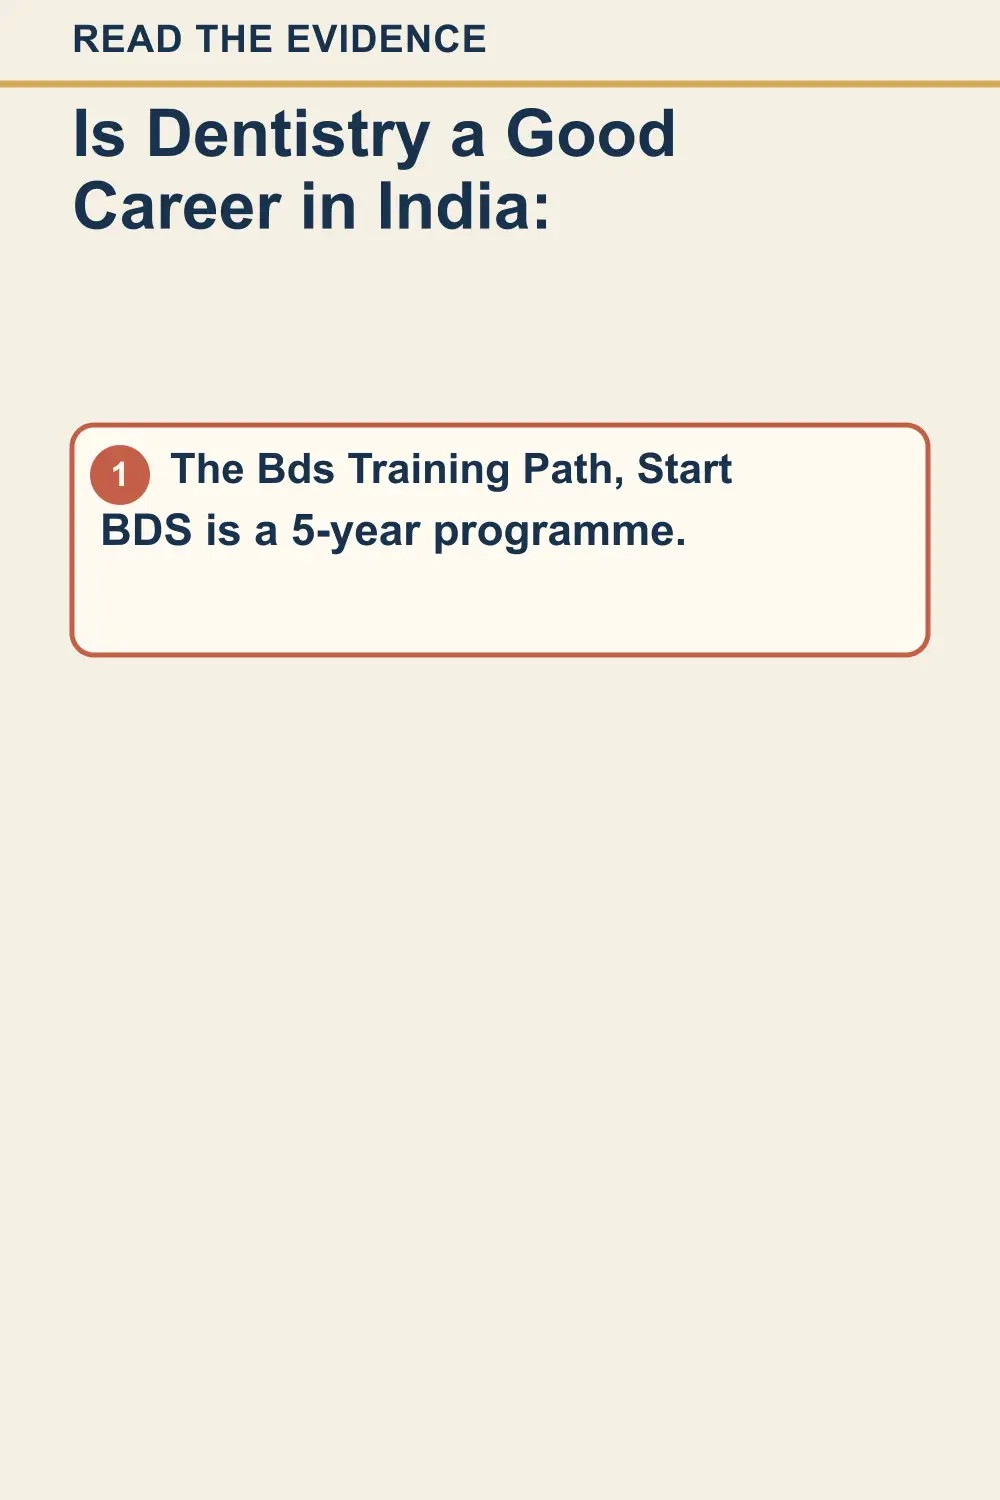 READ THE EVIDENCE
Is Dentistry a Good
Career in India:
1 The Bds Training Path, Start
BDS is a 5-year programme.